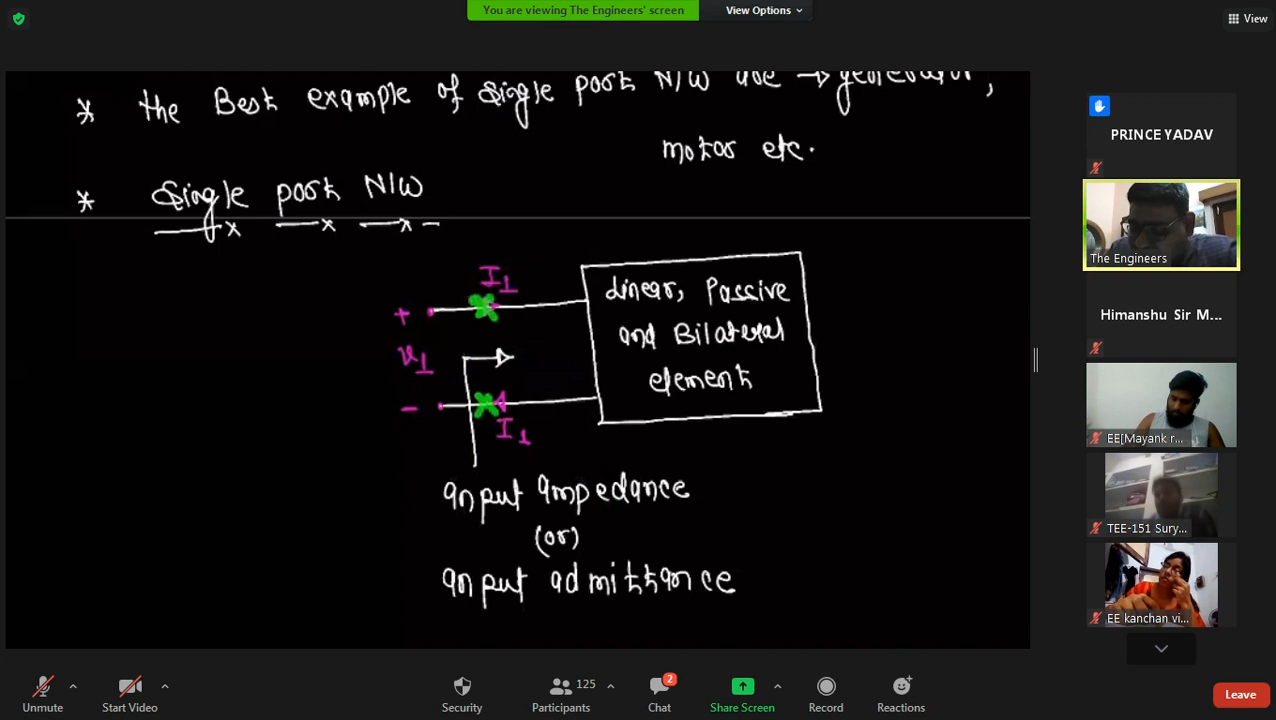 You are viewing The Engineers' screen
View Options
View
* the Best example of single port N/W are → generator,
motor etc.
* Single port N/W
I1
+
V1
-
I1
Linear, Passive
and Bilateral
element
input impedance
(or)
input admittance
PRINCE YADAV
The Engineers
Himanshu Sir M...
EE[Mayank r...
TEE-151 Sury...
EE kanchan vi...
Unmute
Start Video
Security
125
Participants
2
Chat
Share Screen
Record
Reactions
Leave